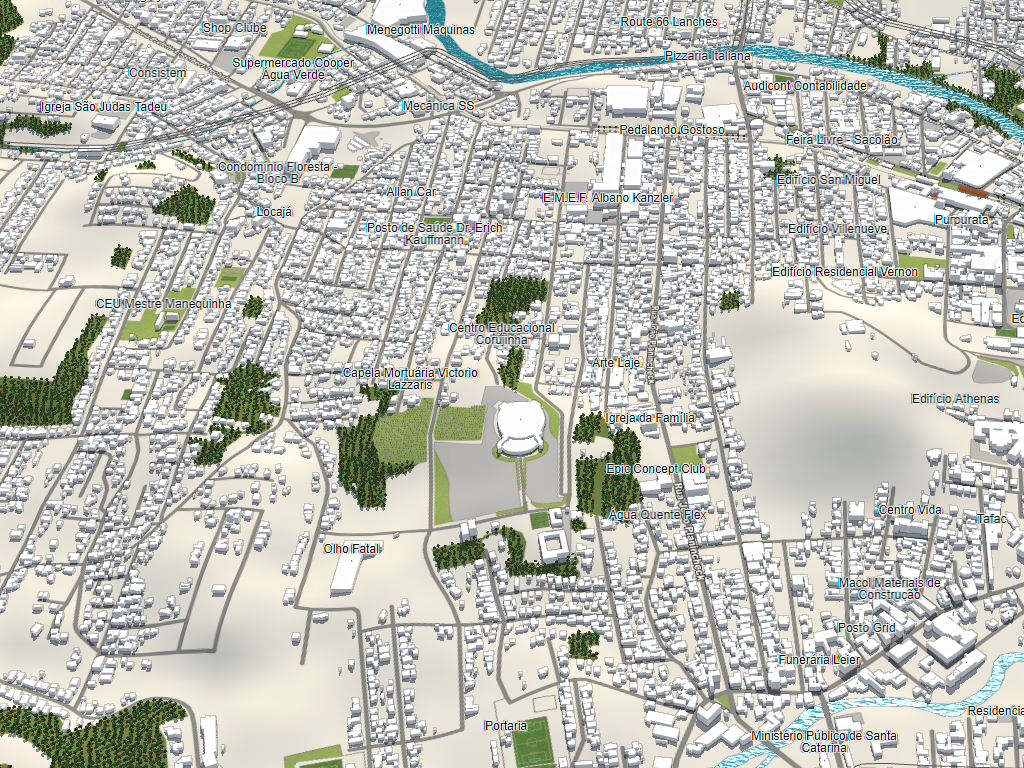 Shop Clube
Menegotti Máquinas
Route 66 Lanches
Supermercado Cooper
Água Verde
Pizzaria Italiana
Consistem
Audicont Contabilidade
Igreja São Judas Tadeu
Mecânica SS
Pedalando Gostoso
Feira Livre - Sacolão
Condomínio Floresta -
Bloco B
Allan Car
E.M.E.F. Albano Kanzler
Edifício San Miguel
Locajá
Posto de Saúde Dr. Erich
Kauffmann
Purpurata
Edifício Villeneuve
Edifício Residencial Vernon
CEU Mestre Manequinha
Centro Educacional
Corujinha
Arte Laje
Capela Mortuária Victorio
Lazzaris
Edifício Athenas
Igreja da Família
Epic Concept Club
Água Quente Flex
Centro Vida
Tafac
Olho Fatal
Macol Materiais de
Construção
Posto Grid
Funerária Leier
Portaria
Residencia
Ministério Público de Santa
Catarina